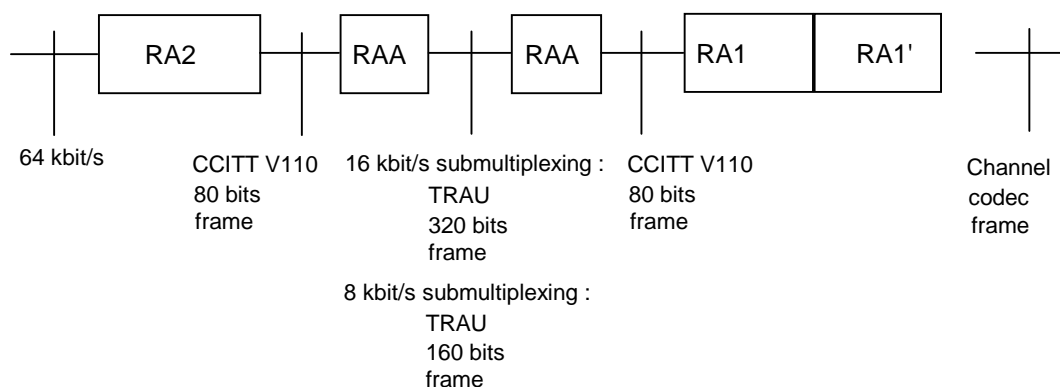 RA2
RAA
RAA
RA1
RA1'
64 kbit/s
CCITT V110
80 bits
frame
16 kbit/s submultiplexing :
TRAU
320 bits
frame
8 kbit/s submultiplexing :
TRAU
160 bits
frame
CCITT V110
80 bits
frame
Channel
codec
frame